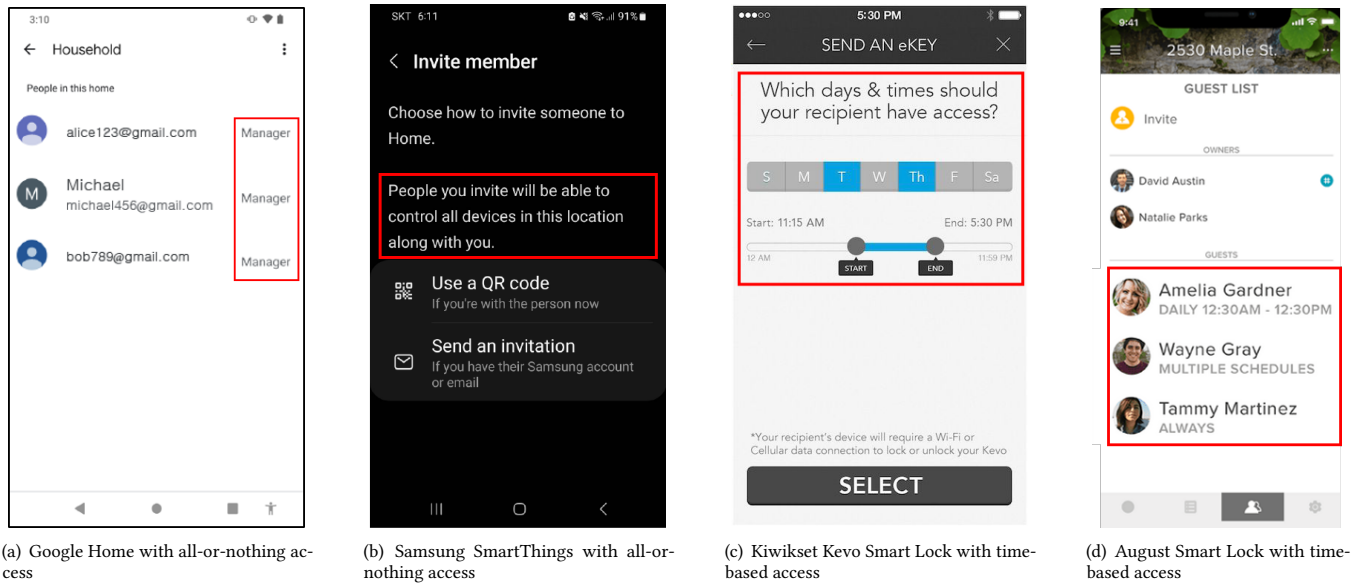 3:10
Household
People in this home
alice123@gmail.com
Manager
M
Michael
michael456@gmail.com
Manager
bob789@gmail.com
Manager
(a) Google Home with all-or-nothing ac-
cess
SKT 6:11
91%
Invite member
Choose how to invite someone to
Home.
People you invite will be able to
control all devices in this location
along with you.
Use a QR code
If you're with the person now
Send an invitation
If you have their Samsung account
or email
(b) Samsung SmartThings with all-or-
nothing access
5:30 PM
SEND AN eKEY
Which days & times should
your recipient have access?
S M T W Th F Sa
Start: 11:15 AM End: 5:30 PM
12 AM 11:59 PM
START END
*Your recipient's device will require a Wi-Fi or
Cellular data connection to lock or unlock your Kevo
SELECT
(c) Kiwikset Kevo Smart Lock with time-
based access
9:41
2530 Maple St.
GUEST LIST
Invite
OWNERS
David Austin
Natalie Parks
GUESTS
Amelia Gardner
DAILY 12:30AM - 12:30PM
Wayne Gray
MULTIPLE SCHEDULES
Tammy Martinez
ALWAYS
(d) August Smart Lock with time-
based access